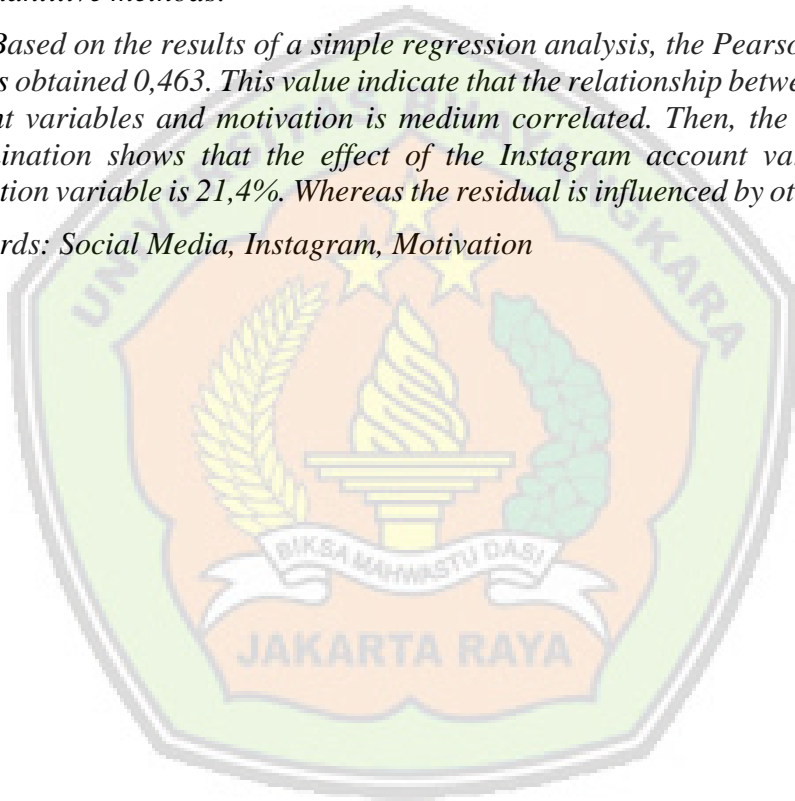 Based on the results of a simple regression analysis, the Pearso
s obtained 0,463. This value indicate that the relationship betwe
nt variables and motivation is medium correlated. Then, the
ination shows that the effect of the Instagram account va
tion variable is 21,4%. Whereas the residual is influenced by ot
rds: Social Media, Instagram, Motivation
UNIVERSITAS BHAYANGKARA
BIKSA MAHWASTU DASI
JAKARTA RAYA